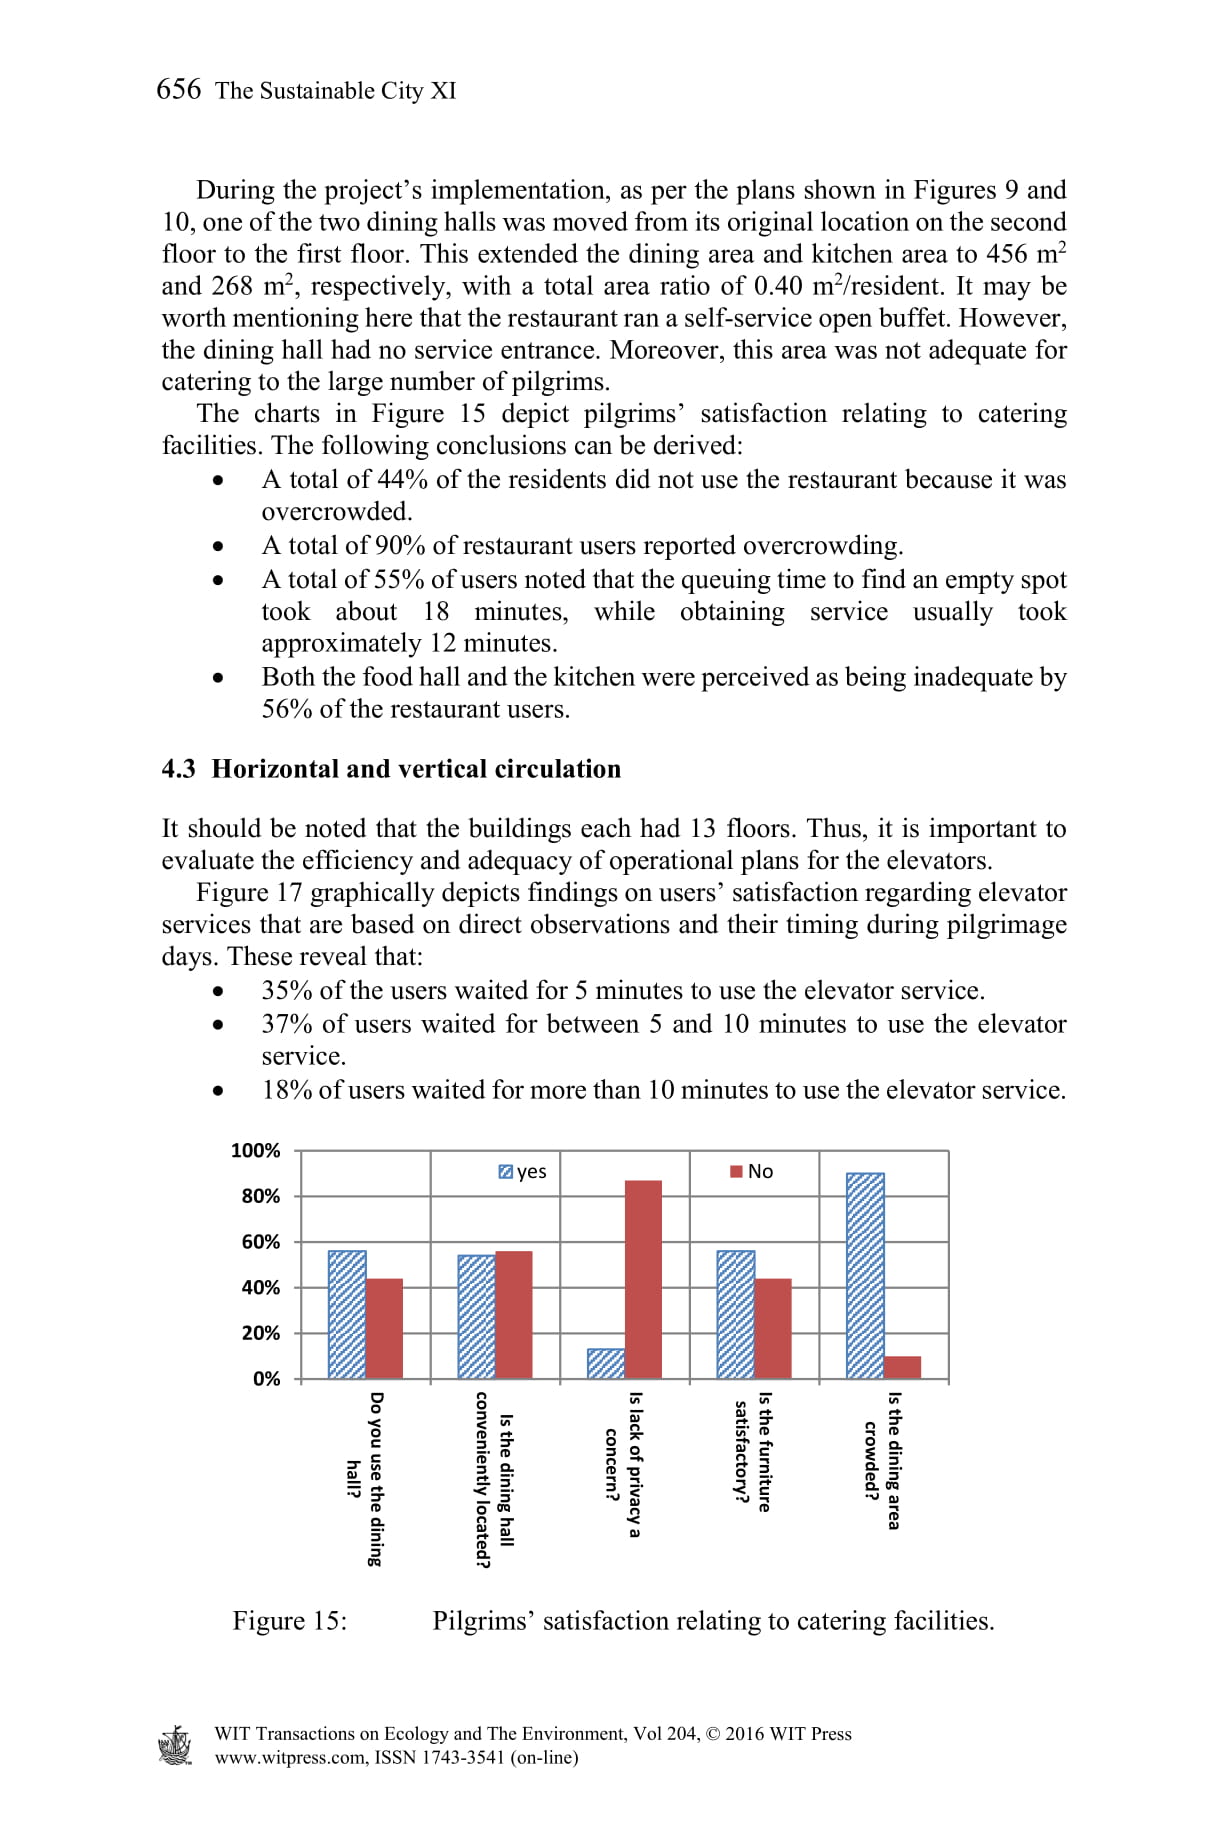 656 The Sustainable City XI
During the project’s implementation, as per the plans shown in Figures 9 and
10, one of the two dining halls was moved from its original location on the second
floor to the first floor. This extended the dining area and kitchen area to 456 m²
and 268 m², respectively, with a total area ratio of 0.40 m²/resident. It may be
worth mentioning here that the restaurant ran a self-service open buffet. However,
the dining hall had no service entrance. Moreover, this area was not adequate for
catering to the large number of pilgrims.
The charts in Figure 15 depict pilgrims’ satisfaction relating to catering
facilities. The following conclusions can be derived:
• A total of 44% of the residents did not use the restaurant because it was
overcrowded.
• A total of 90% of restaurant users reported overcrowding.
• A total of 55% of users noted that the queuing time to find an empty spot
took about 18 minutes, while obtaining service usually took
approximately 12 minutes.
• Both the food hall and the kitchen were perceived as being inadequate by
56% of the restaurant users.
4.3 Horizontal and vertical circulation
It should be noted that the buildings each had 13 floors. Thus, it is important to
evaluate the efficiency and adequacy of operational plans for the elevators.
Figure 17 graphically depicts findings on users’ satisfaction regarding elevator
services that are based on direct observations and their timing during pilgrimage
days. These reveal that:
• 35% of the users waited for 5 minutes to use the elevator service.
• 37% of users waited for between 5 and 10 minutes to use the elevator
service.
• 18% of users waited for more than 10 minutes to use the elevator service.
100%
80%
60%
40%
20%
0%
yes
No
Do you use the dining
hall?
Is the dining hall
conveniently located?
Is lack of privacy a
concern?
Is the furniture
satisfactory?
Is the dining area
crowded?
Figure 15: Pilgrims’ satisfaction relating to catering facilities.
WIT Transactions on Ecology and The Environment, Vol 204, © 2016 WIT Press
www.witpress.com, ISSN 1743-3541 (on-line)